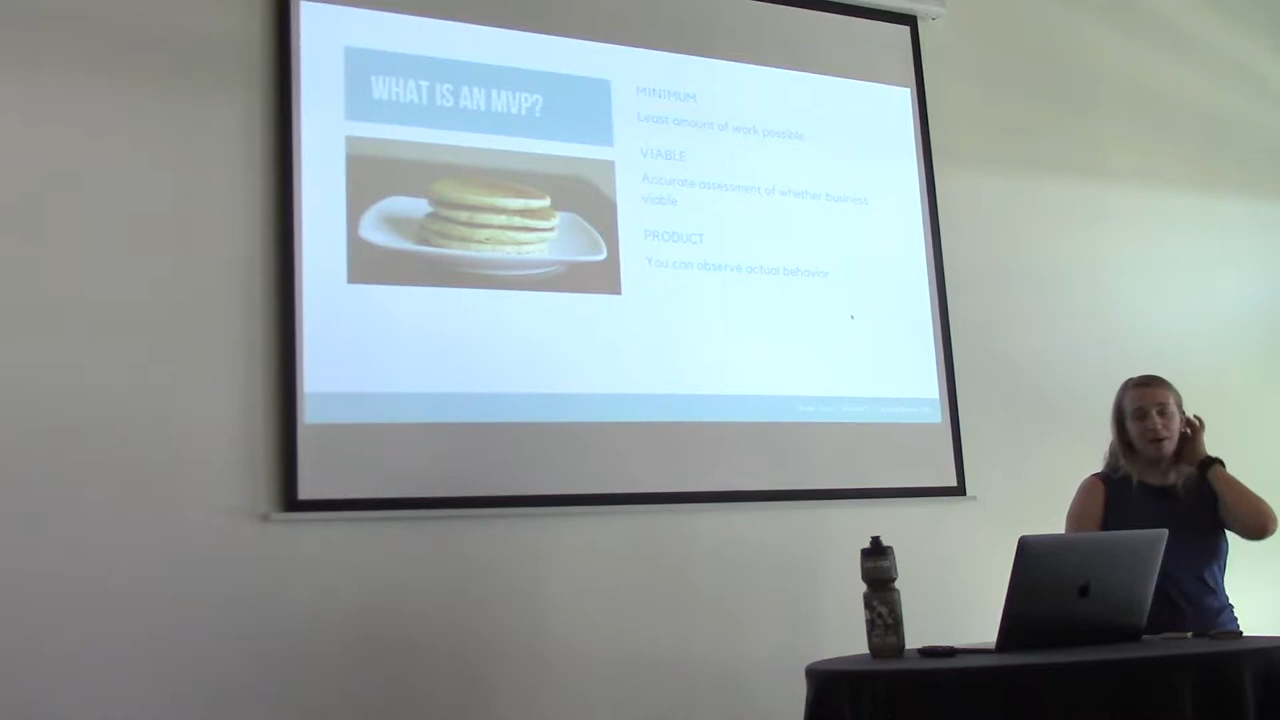 WHAT IS AN MVP?
MINIMUM
Least amount of work possible
VIABLE
Accurate assessment of whether business
viable
PRODUCT
You can observe actual behavior